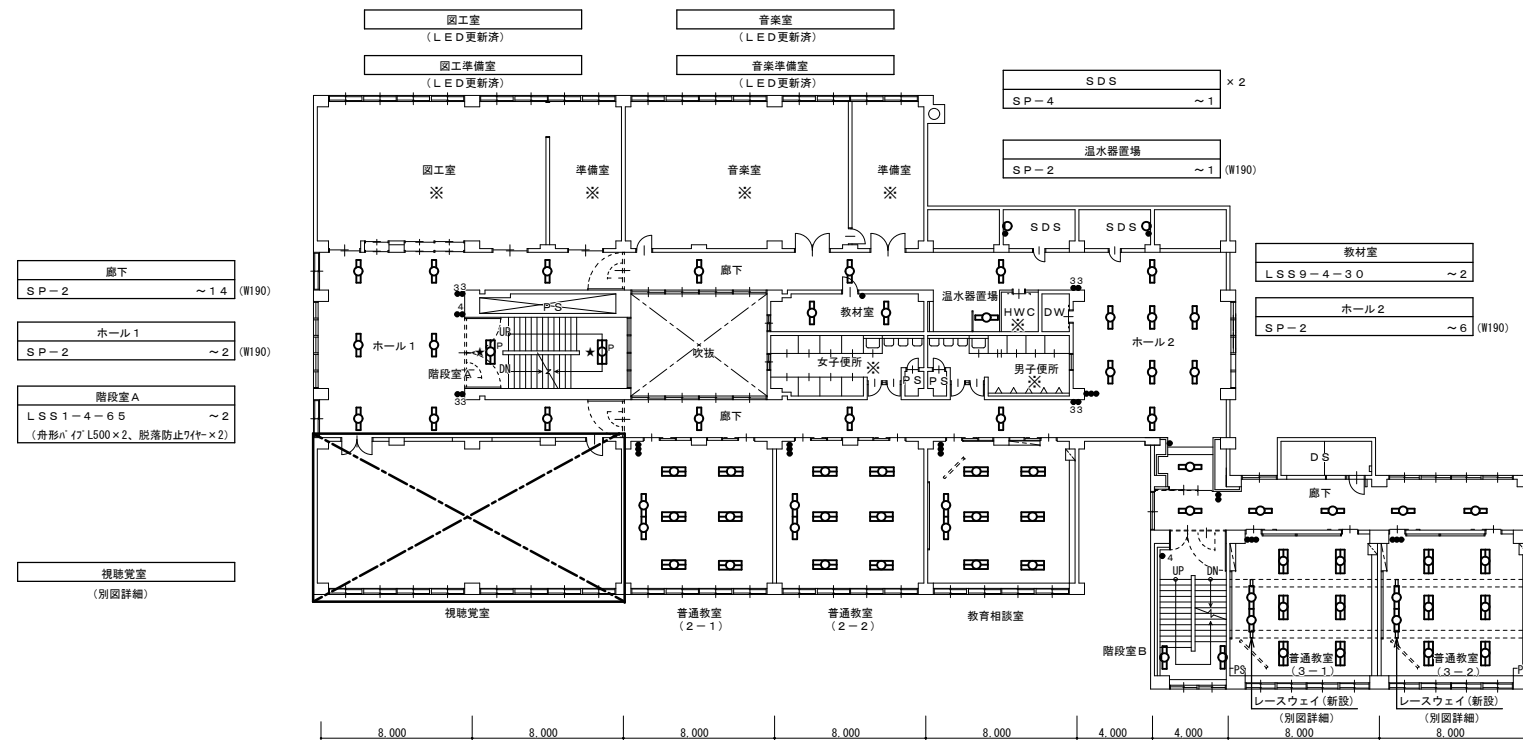 図工室
(ＬＥＤ更新済)
音楽室
(ＬＥＤ更新済)
図工準備室
(ＬＥＤ更新済)
音楽準備室
(ＬＥＤ更新済)
ＳＤＳ ×２
ＳＰ－４ ～１
温水器置場
ＳＰ－２ ～１ (W190)
図工室
※
準備室
※
音楽室
※
準備室
※
ＳＤＳ
ＳＤＳ
廊下
ＳＰ－２ ～１４ (W190)
ホール１
ＳＰ－２ ～２ (W190)
階段室Ａ
ＬＳＳ１－４－６５ ～２
(舟形ﾊﾟｲﾌﾟL500×2、脱落防止ﾜｲﾔｰ×2)
視聴覚室
(別図詳細)
教材室
ＬＳＳ９－４－３０ ～２
ホール２
ＳＰ－２ ～６ (W190)
廊下
33
4
ＰＳ
UP
★
P
★
P
DN
階段室A
ホール１
33
吹抜
教材室
温水器置場
ＨＷＣ
※
ＤＷ
33
ホール２
女子便所
※
ＰＳ
ＰＳ
男子便所
※
33
廊下
視聴覚室
普通教室
(２－１)
普通教室
(２－２)
教育相談室
ＤＳ
廊下
4
UP
DN
階段室Ｂ
PS
普通教室
(３－１)
普通教室
(３－２)
P
レースウェイ(新設)
(別図詳細)
レースウェイ(新設)
(別図詳細)
8.000
8.000
8.000
8.000
8.000
4.000
4.000
8.000
8.000